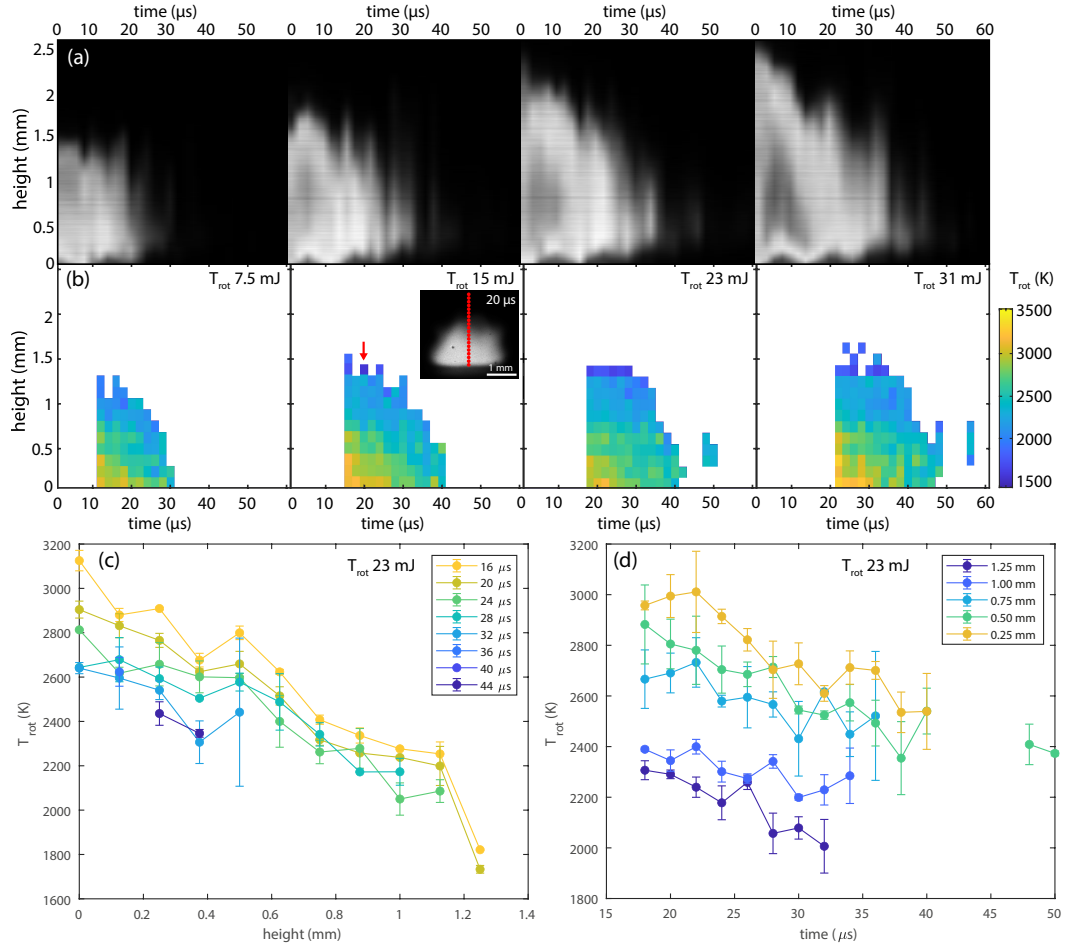 time (µs) time (µs) time (µs) time (µs)
0 10 20 30 40 50 0 10 20 30 40 50 0 10 20 30 40 50 0 10 20 30 40 50 60
(a)
height (mm)
2.5
2
1.5
1
0.5
0
(b) T_rot 7.5 mJ T_rot 15 mJ T_rot 23 mJ T_rot 31 mJ T_rot (K)
20 µs
1 mm
height (mm)
2
1.5
1
0.5
0
3500
3000
2500
2000
1500
0 10 20 30 40 50 0 10 20 30 40 50 0 10 20 30 40 50 0 10 20 30 40 50 60
time (µs) time (µs) time (µs) time (µs)
(c) T_rot 23 mJ
16 µs
20 µs
24 µs
28 µs
32 µs
36 µs
40 µs
44 µs
T_rot (K)
3200
3000
2800
2600
2400
2200
2000
1800
1600
0 0.2 0.4 0.6 0.8 1 1.2 1.4
height (mm)
(d) T_rot 23 mJ
1.25 mm
1.00 mm
0.75 mm
0.50 mm
0.25 mm
T_rot (K)
3200
3000
2800
2600
2400
2200
2000
1800
15 20 25 30 35 40 45 50
time (µs)